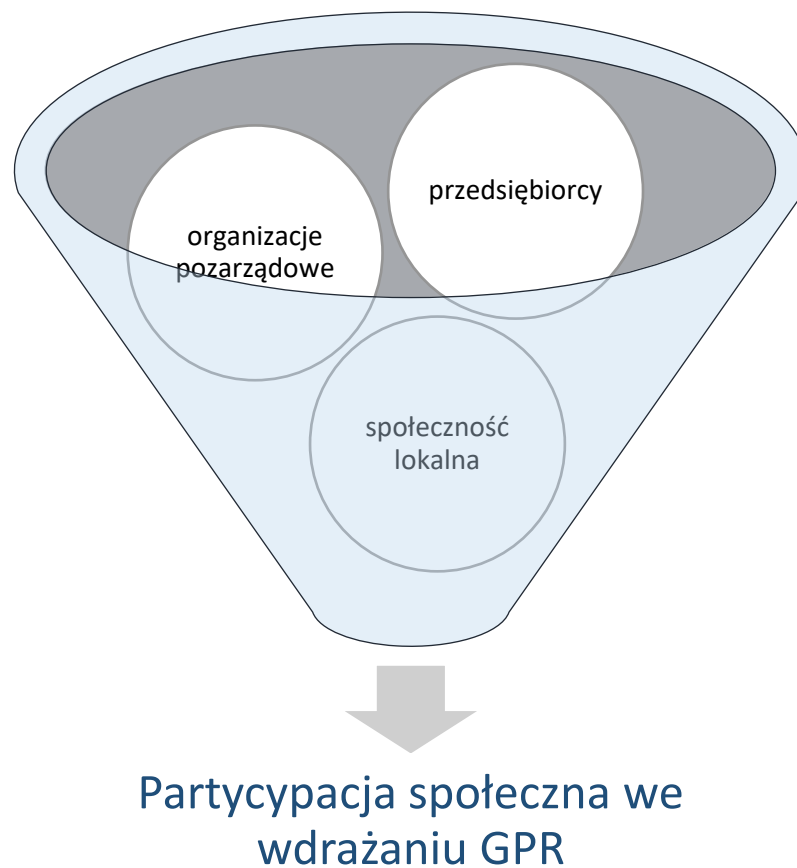 przedsiębiorcy
organizacje
pozarządowe
społeczność
lokalna
Partycypacja społeczna we
wdrażaniu GPR